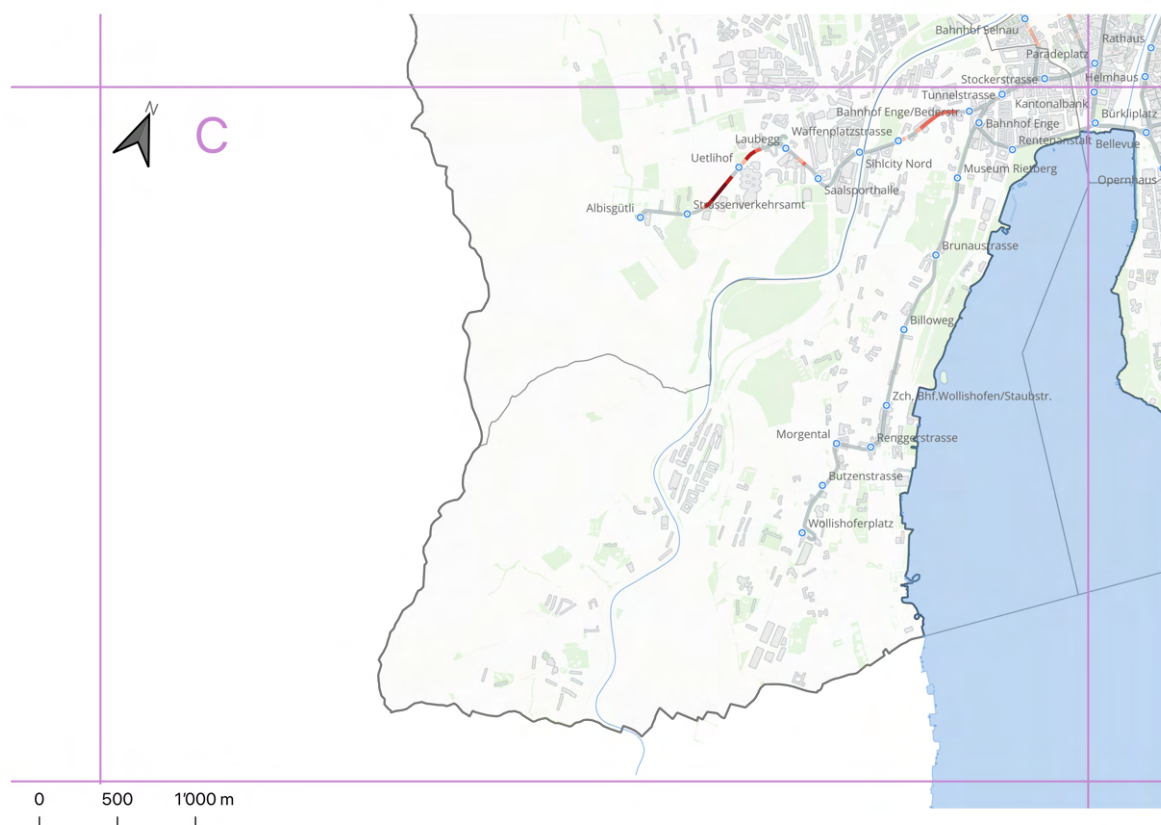 Bahnhof Selnau
Rathaus
Paradeplatz
Stockerstrasse
Helmhaus
Tunnelstrasse
Kantonalbank
N
C
Bahnhof Enge/Bederstr.
Bürkliplatz
Bahnhof Enge
Laubegg
Waffenplatzstrasse
Rentenanstalt
Bellevue
Uetlihof
Sihlcity Nord
Museum Rietberg
Opernhaus
Saalsporthalle
Albisgütli
Strassenverkehrsamt
Brunaustrasse
Billoweg
Zch, Bhf.Wollishofen/Staubstr.
Morgental
Renggerstrasse
Butzenstrasse
Wollishoferplatz
0 500 1'000 m